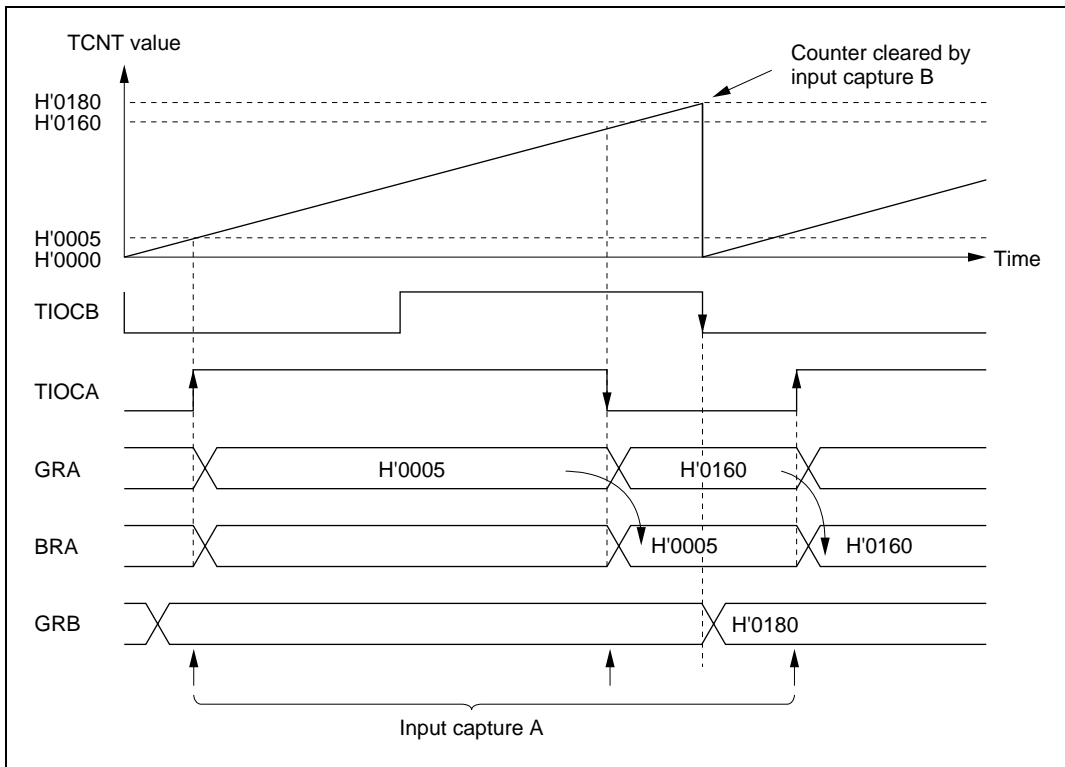 TCNT value
Counter cleared by
input capture B
H'0180
H'0160
H'0005
H'0000
Time
TIOCB
TIOCA
GRA
H'0005
H'0160
BRA
H'0005
H'0160
GRB
H'0180
Input capture A